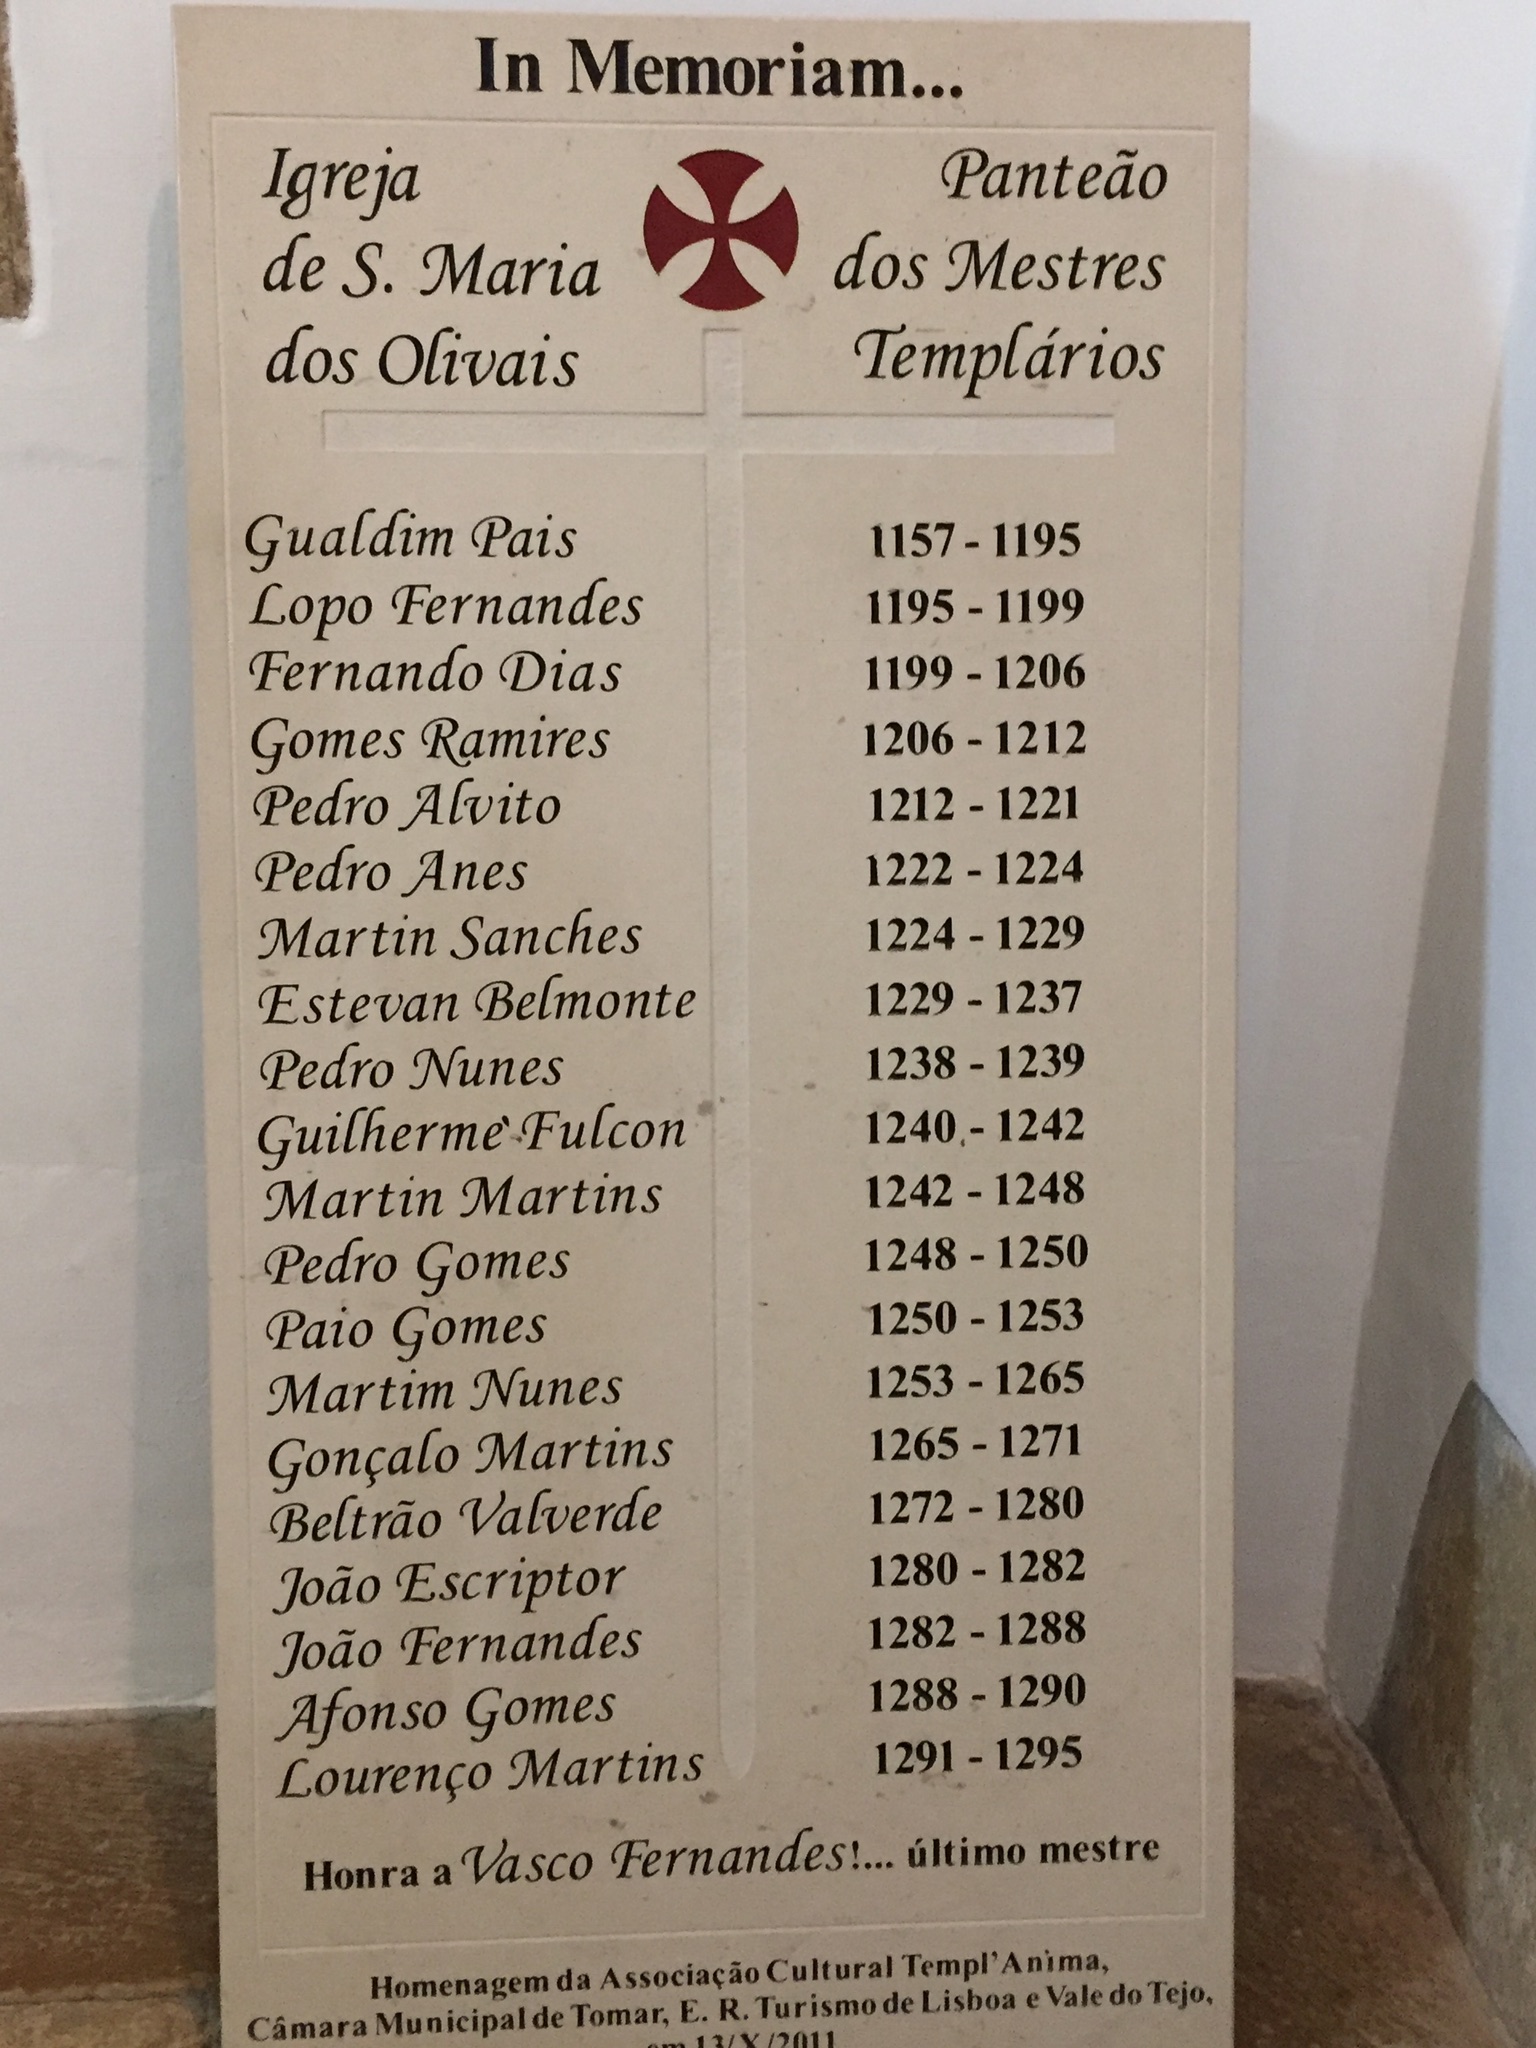 In Memoriam...
Igreja
de S. Maria
dos Olivais
Panteão
dos Mestres
Templários
Gualdim Pais 1157 - 1195
Lopo Fernandes 1195 - 1199
Fernando Dias 1199 - 1206
Gomes Ramires 1206 - 1212
Pedro Alvito 1212 - 1221
Pedro Anes 1222 - 1224
Martin Sanches 1224 - 1229
Estevan Belmonte 1229 - 1237
Pedro Nunes 1238 - 1239
Guilherme Fulcon 1240 - 1242
Martin Martins 1242 - 1248
Pedro Gomes 1248 - 1250
Paio Gomes 1250 - 1253
Martim Nunes 1253 - 1265
Gonçalo Martins 1265 - 1271
Beltrão Valverde 1272 - 1280
João Escriptor 1280 - 1282
João Fernandes 1282 - 1288
Afonso Gomes 1288 - 1290
Lourenço Martins 1291 - 1295
Honra a Vasco Fernandes!... último mestre
Homenagem da Associação Cultural Templ'Anima,
Câmara Municipal de Tomar, E. R. Turismo de Lisboa e Vale do Tejo,
em 13/X/2011